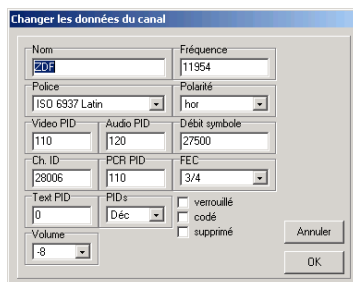 Changer les données du canal
Nom Fréquence
ZDF 11954
Police Polarité
ISO 6937 Latin hor
Video PID Audio PID Débit symbole
110 120 27500
Ch. ID PCR PID FEC
28006 110 3/4
Text PID PIDs verrouillé
0 Déc codé
supprimé
Volume Annuler
-8 OK